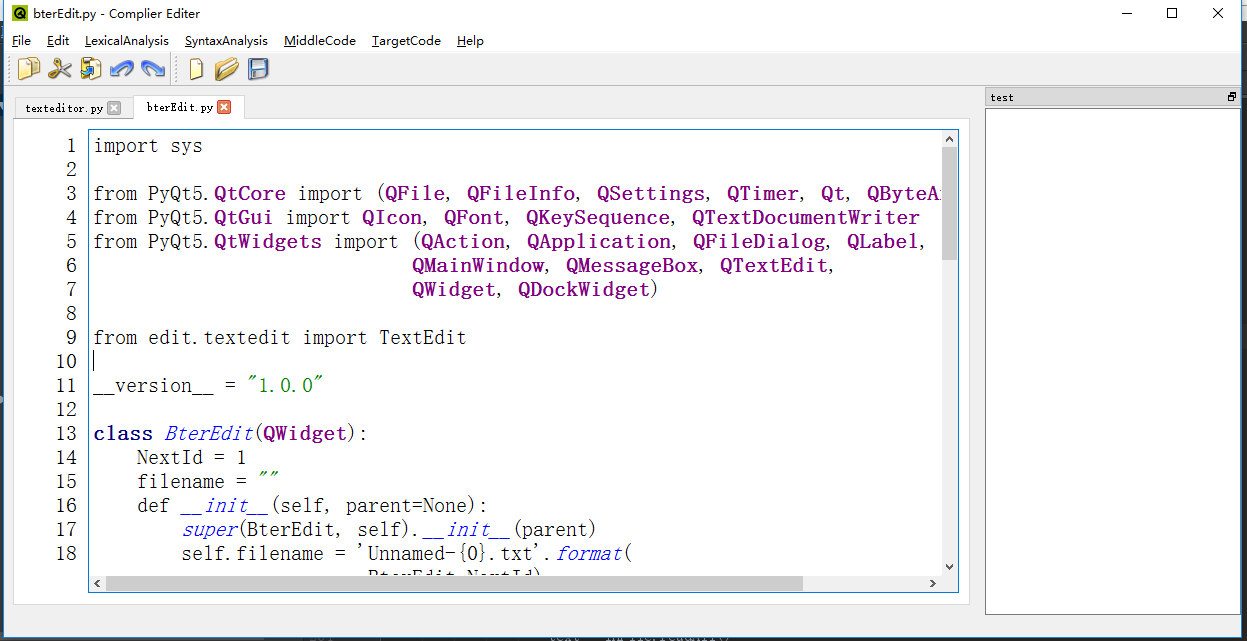 bterEdit.py - Complier Editer
File Edit LexicalAnalysis SyntaxAnalysis MiddleCode TargetCode Help
texteditor.py bterEdit.py
test
1 import sys
2
3 from PyQt5.QtCore import (QFile, QFileInfo, QSettings, QTimer, Qt,
4 from PyQt5.QtGui import QIcon, QFont, QKeySequence, QTextDocumentWriter
5 from PyQt5.QtWidgets import (QAction, QApplication, QFileDialog, QLabel,
6 QMainWindow, QMessageBox, QTextEdit,
7 QWidget, QDockWidget)
8
9 from edit.textedit import TextEdit
10
11 __version__ = "1.0.0"
12
13 class BterEdit(QWidget):
14 NextId = 1
15 filename = ""
16 def __init__(self, parent=None):
17 super(BterEdit, self).__init__(parent)
18 self.filename = 'Unnamed-{0}.txt'.format(